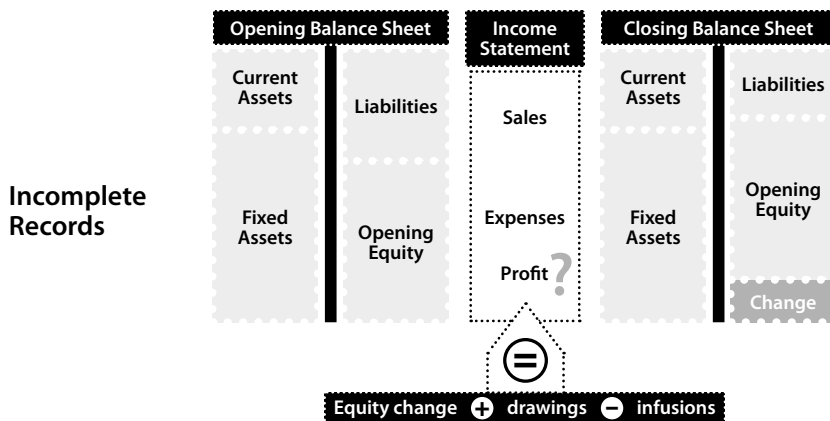 Incomplete
Records
Opening Balance Sheet
Current
Assets
Liabilities
Fixed
Assets
Opening
Equity
Income
Statement
Sales
Expenses
Profit ?
Closing Balance Sheet
Current
Assets
Liabilities
Fixed
Assets
Opening
Equity
Change
=
Equity change + drawings − infusions